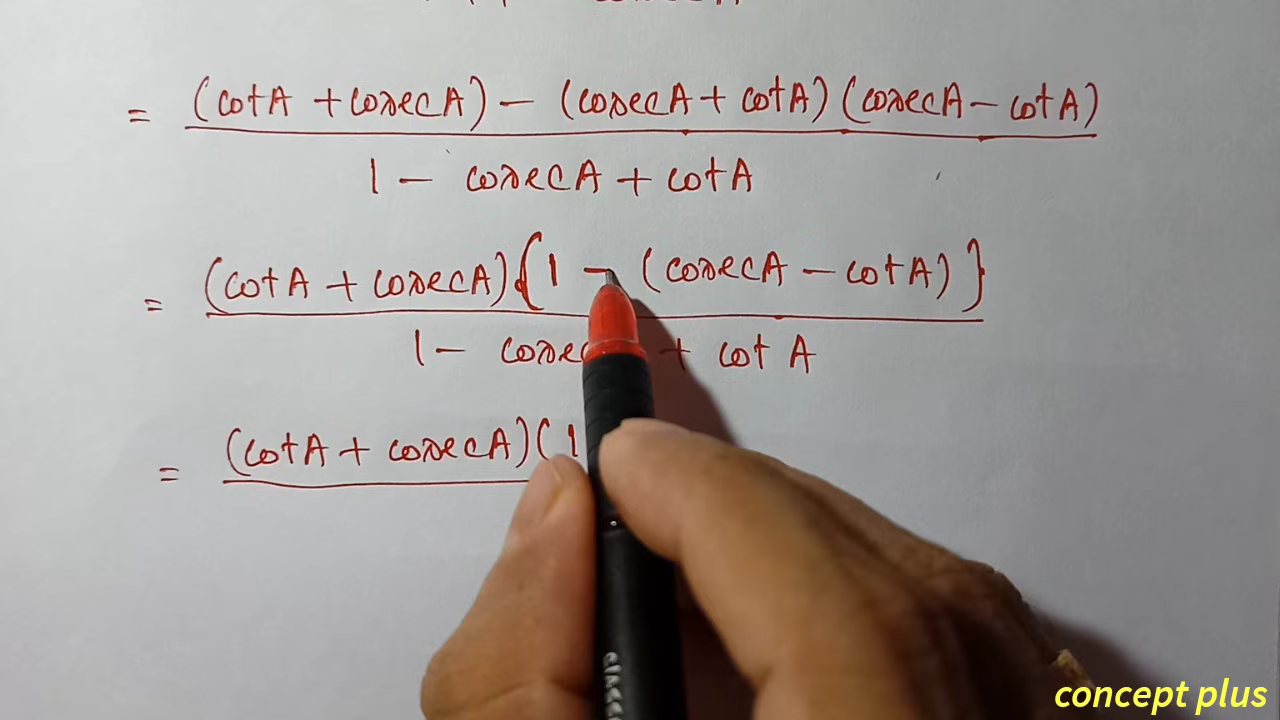 = (cotA + cosecA) - (cosecA + cotA) (cosecA - cotA)
1 - cosecA + cotA
= (cotA + cosecA) { 1 - (cosecA - cotA) }
1 - cosec + cot A
= (cotA + cosecA) ( 1
concept plus